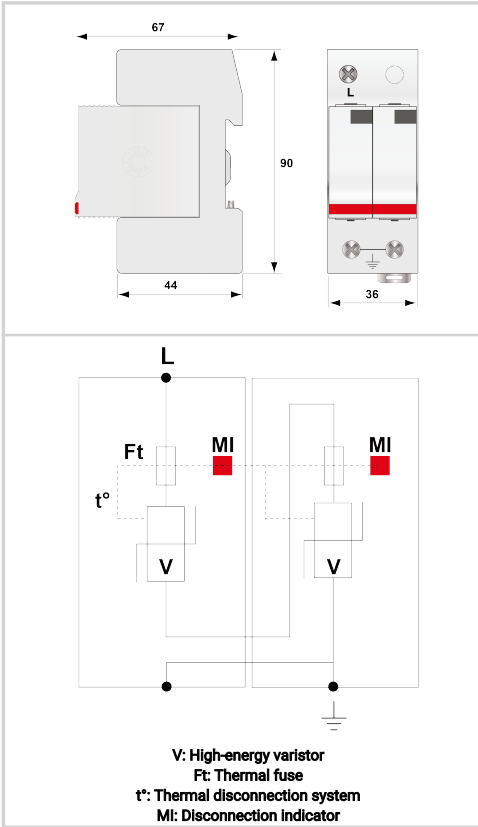 67
L
90
44
36
L
Ft
MI
MI
t°
V
V
V: High-energy varistor
Ft: Thermal fuse
t°: Thermal disconnection system
MI: Disconnection indicator